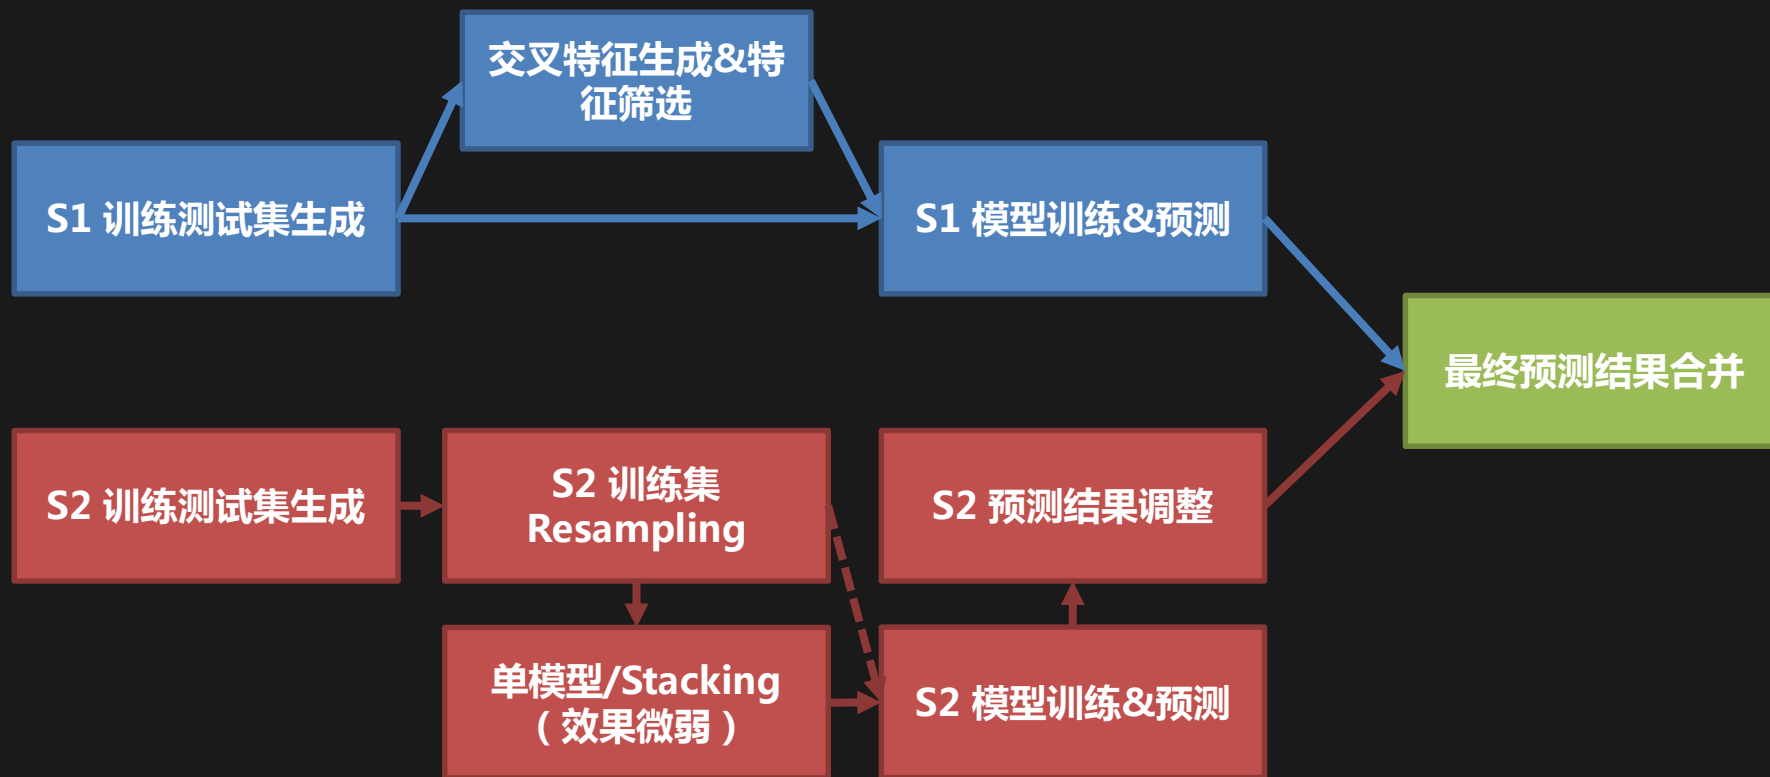 交叉特征生成&特
征筛选
S1 训练测试集生成
S1 模型训练&预测
最终预测结果合并
S2 训练测试集生成
S2 训练集
Resampling
S2 预测结果调整
单模型/Stacking
（效果微弱）
S2 模型训练&预测